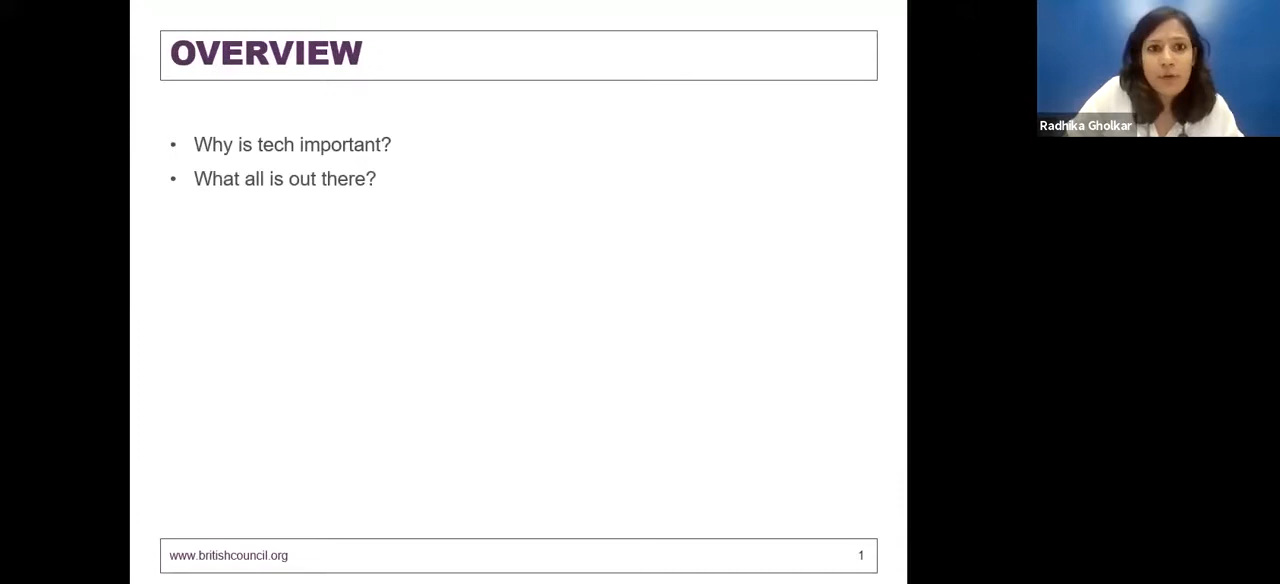 OVERVIEW
• Why is tech important?
• What all is out there?
Radhika Gholkar
www.britishcouncil.org
1